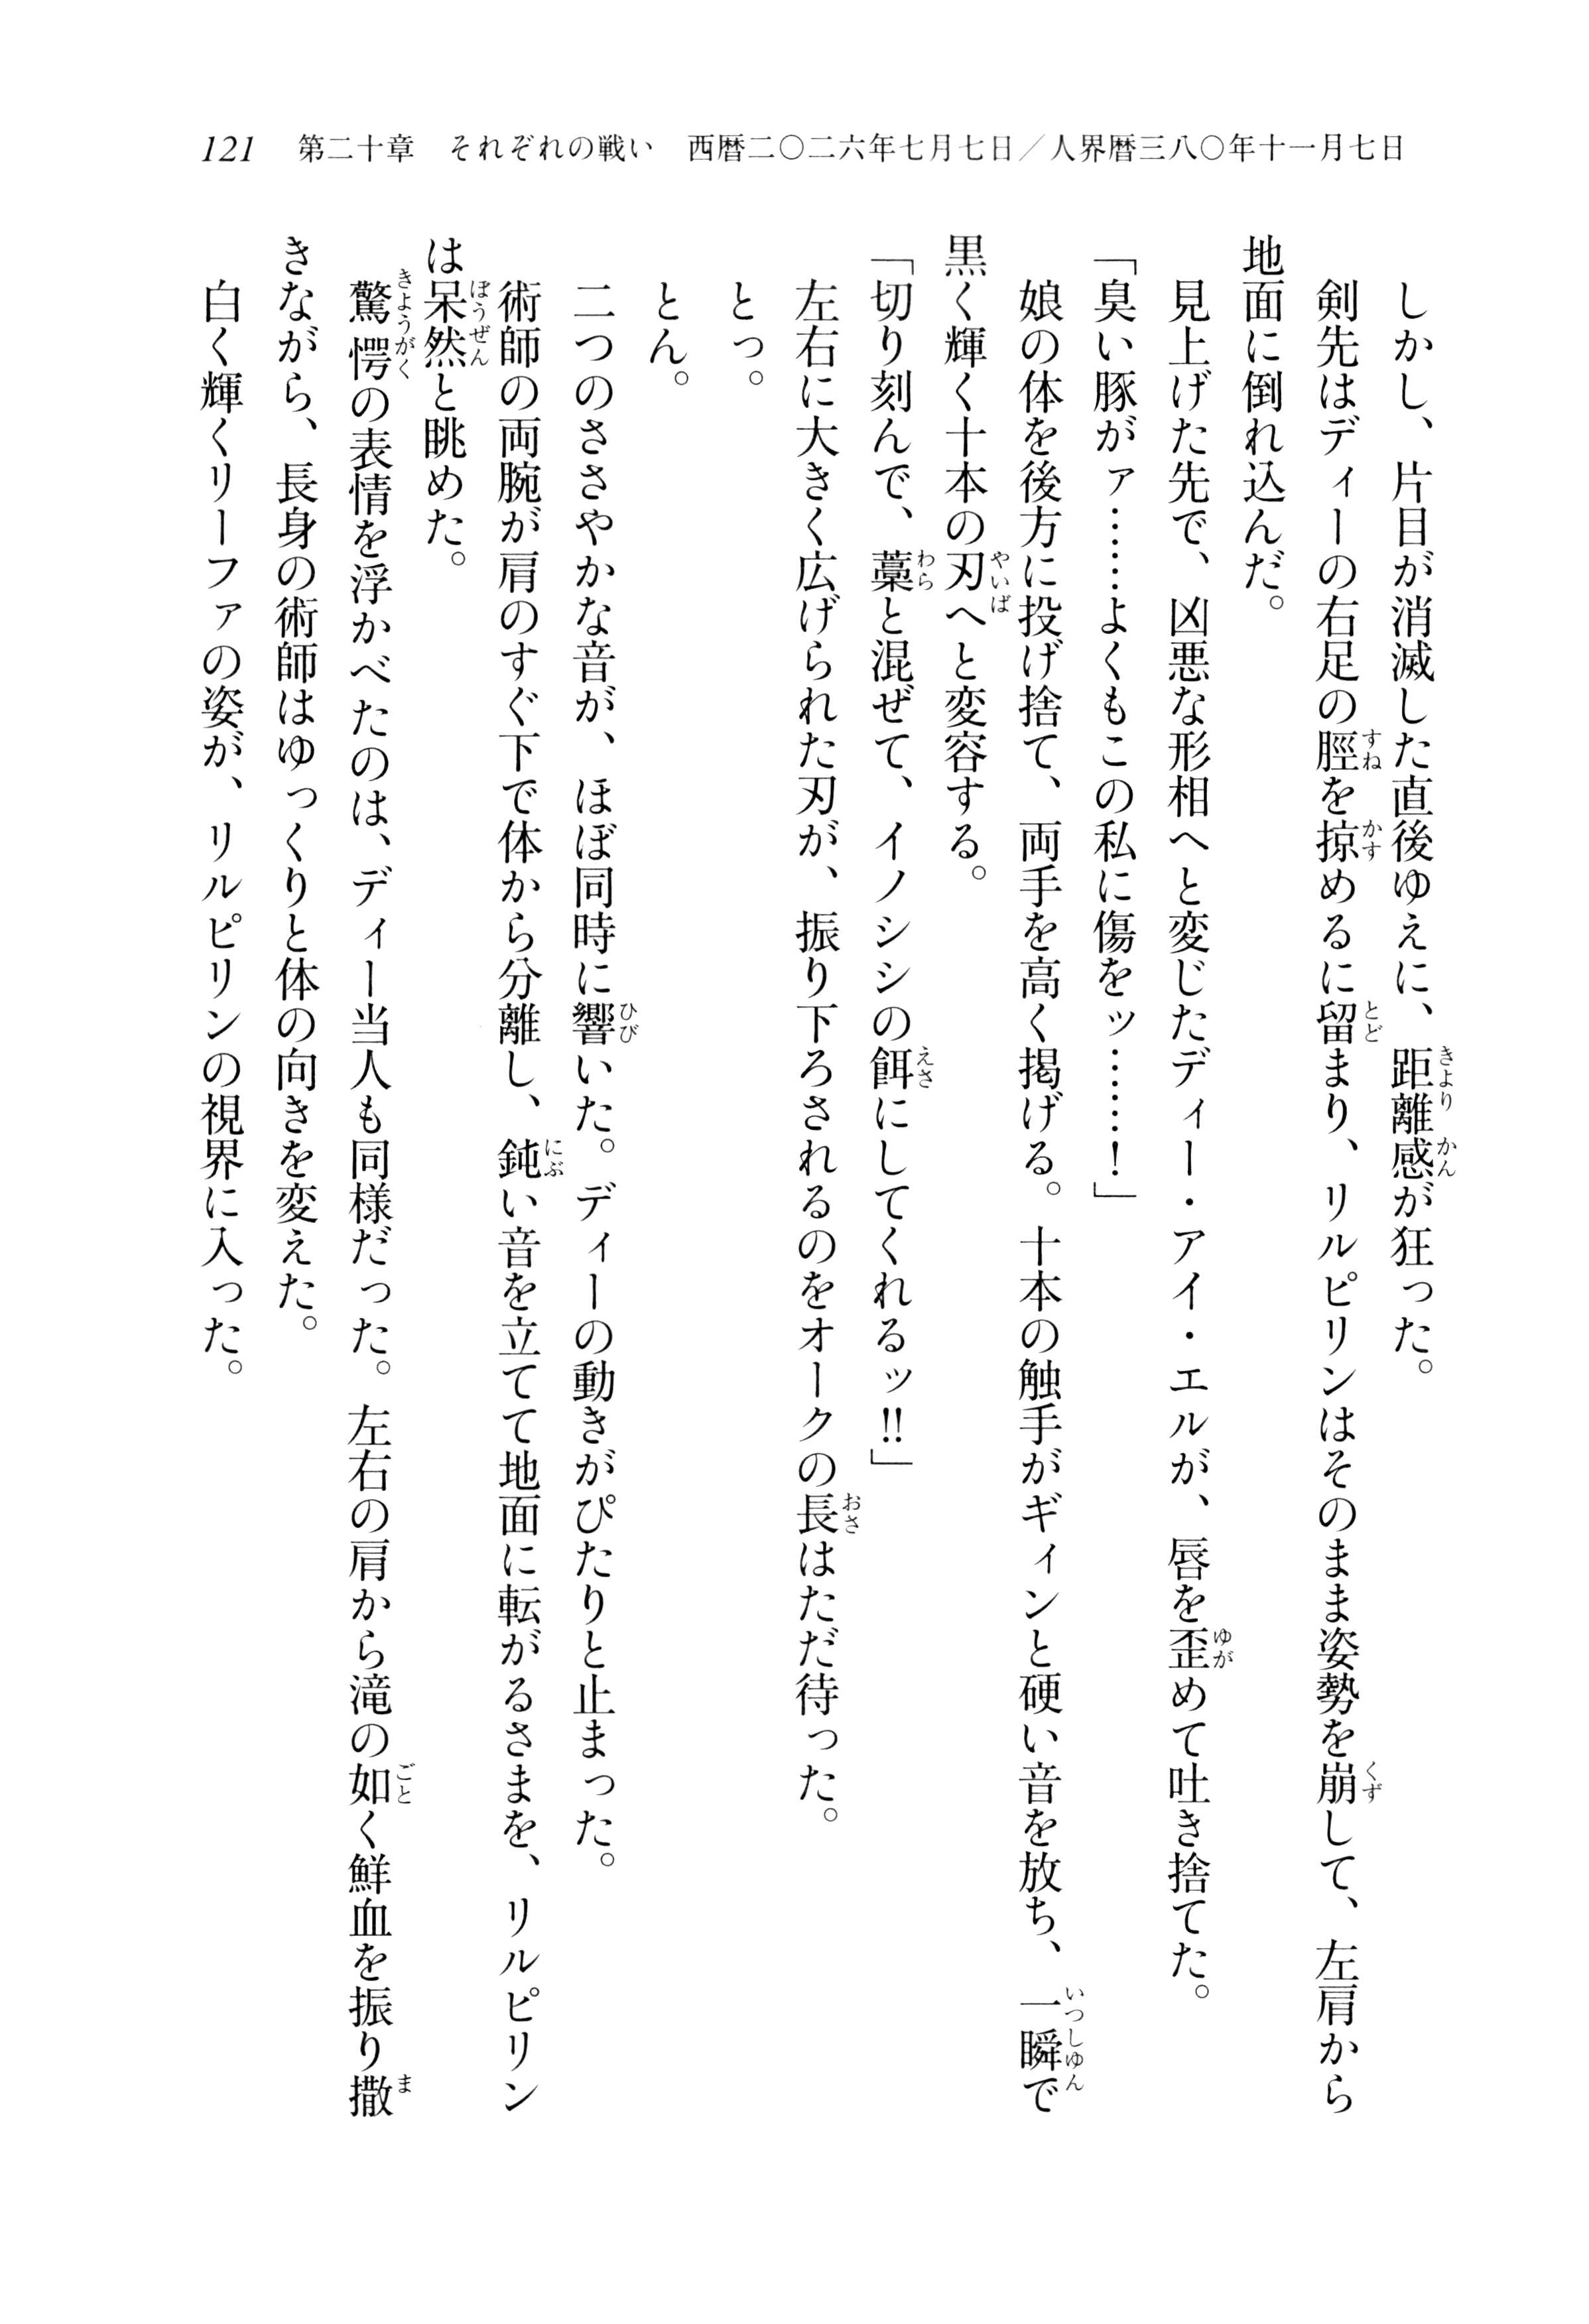 121 第二十章 それぞれの戦い 西暦二〇二六年七月七日／人界暦三八〇年十一月七日
しかし、片目が消滅した直後ゆえに、距離感が狂った。
剣先はディーの右足の脛を掠めるに留まり、リルピリンはそのまま姿勢を崩して、左肩から
地面に倒れ込んだ。
見上げた先で、凶悪な形相へと変じたディー・アイ・エルが、唇を歪めて吐き捨てた。
「臭い豚がァ……よくもこの私に傷をッ……！」
娘の体を後方に投げ捨て、両手を高く掲げる。十本の触手がギィンと硬い音を放ち、一瞬で
黒く輝く十本の刃へと変容する。
「切り刻んで、藁と混ぜて、イノシシの餌にしてくれるッ!!」
左右に大きく広げられた刃が、振り下ろされるのをオークの長はただ待った。
とっ。
とん。
二つのささやかな音が、ほぼ同時に響いた。ディーの動きがぴたりと止まった。
術師の両腕が肩のすぐ下で体から分離し、鈍い音を立てて地面に転がるさまを、リルピリン
は呆然と眺めた。
驚愕の表情を浮かべたのは、ディー当人も同様だった。左右の肩から滝の如く鮮血を振り撒
きながら、長身の術師はゆっくりと体の向きを変えた。
白く輝くリーファの姿が、リルピリンの視界に入った。